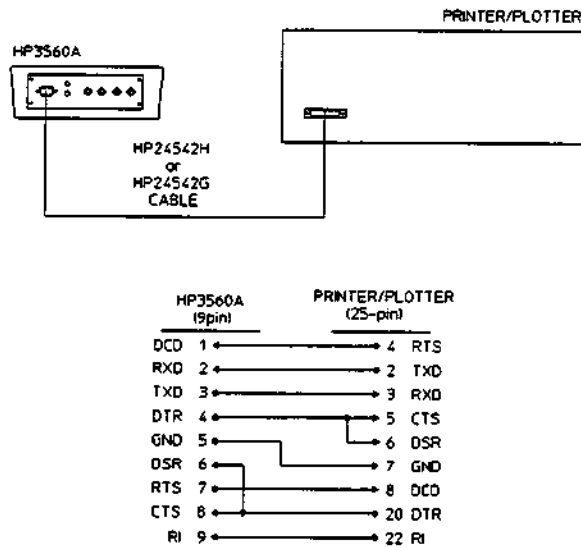 PRINTER/PLOTTER
HP3560A
HP24542H
or
HP24542G
CABLE
HP3560A PRINTER/PLOTTER
(9pin) (25-pin)
DCD 1 4 RTS
RXD 2 2 TXD
TXD 3 3 RXD
DTR 4 5 CTS
GND 5 6 DSR
DSR 6 7 GND
RTS 7 8 DCD
CTS 8 20 DTR
RI 9 22 RI